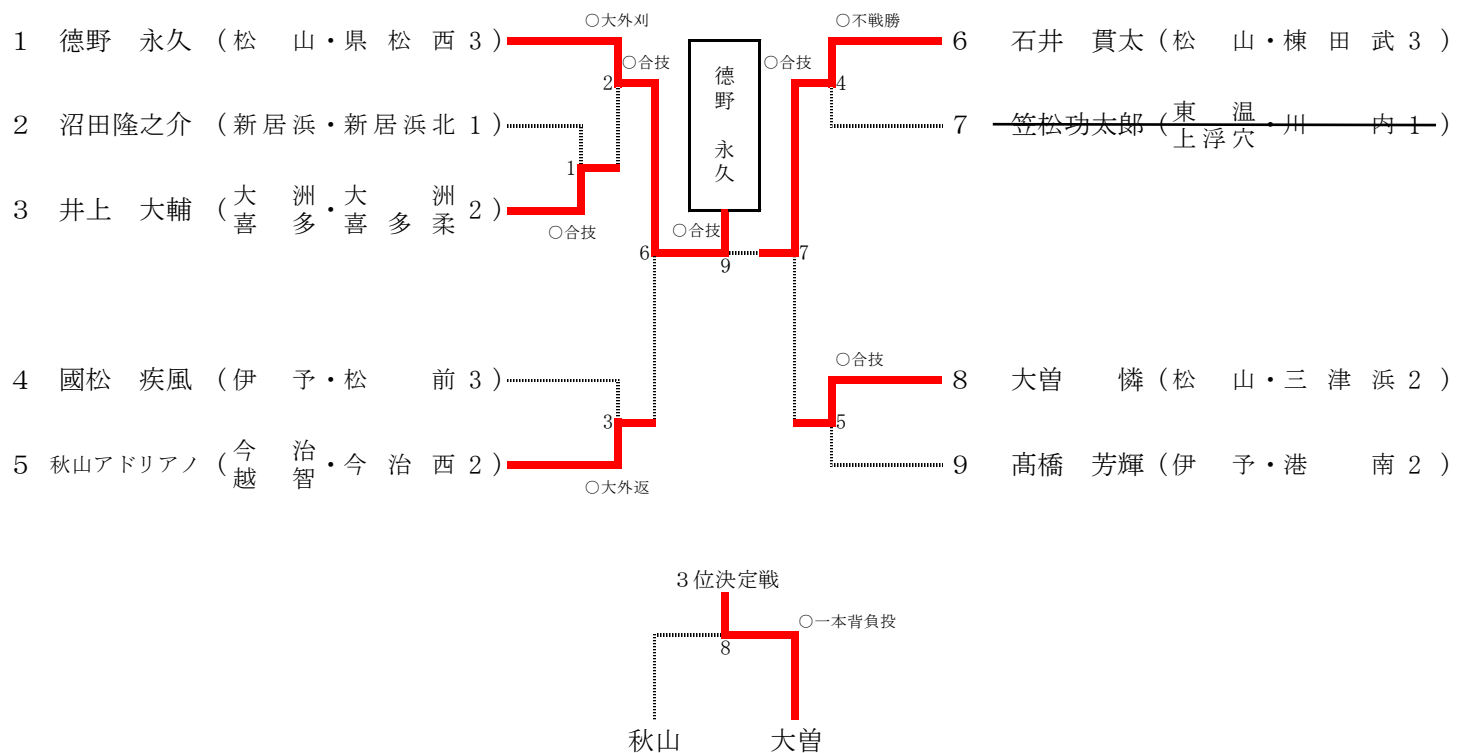 ○大外刈
○不戦勝
1 德野 永久 (松 山・県松西3)
6 石井 貫太(松 山・棟田武3)
○合技
○合技
2
4
德野 永久
2 沼田隆之介 (新居浜・新居浜北1)
7 笠松功太郎(東温上浮穴・川 内1)
1
3 井上 大輔 (大洲喜多・大洲喜多柔2)
○合技
○合技
6
9
7
○合技
4 國松 疾風 (伊 予・松 前3)
8 大曽 憐(松 山・三津浜2)
3
5
5 秋山アドリアノ (今治越智・今治西2)
9 髙橋 芳輝(伊 予・港 南2)
○大外返
3位決定戦
○一本背負投
8
秋山
大曽